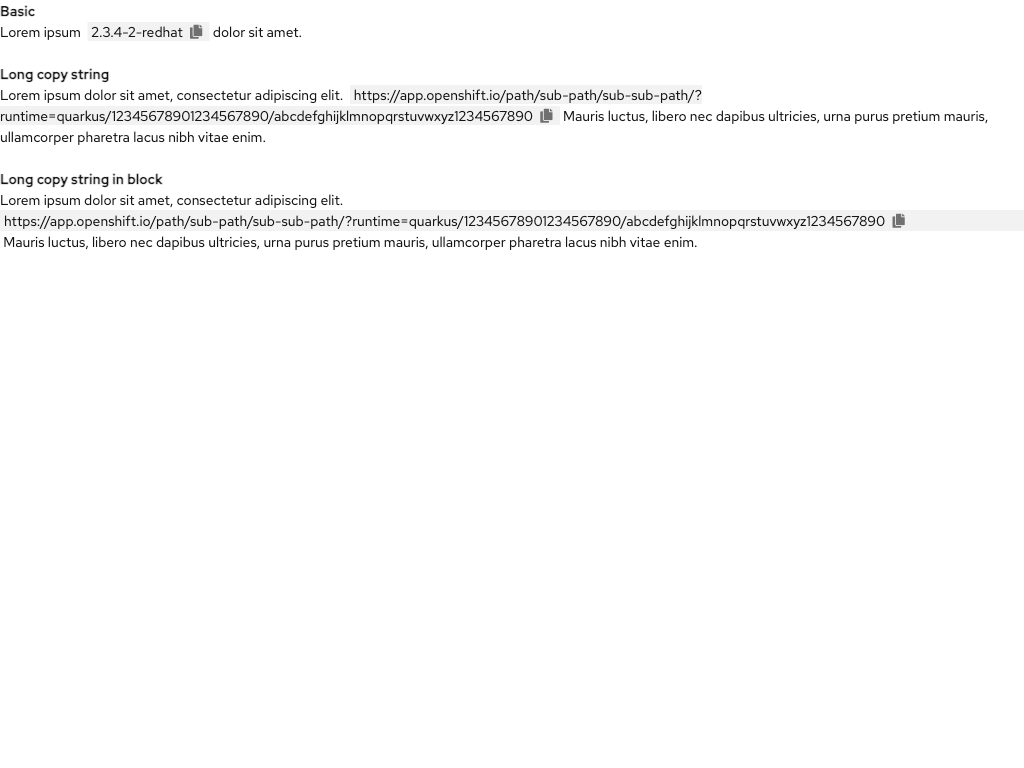 Basic
Lorem ipsum 2.3.4-2-redhat dolor sit amet.
Long copy string
Lorem ipsum dolor sit amet, consectetur adipiscing elit. https://app.openshift.io/path/sub-path/sub-sub-path/?
runtime=quarkus/12345678901234567890/abcdefghijklmnopqrstuvwxyz1234567890 Mauris luctus, libero nec dapibus ultricies, urna purus pretium mauris,
ullamcorper pharetra lacus nibh vitae enim.
Long copy string in block
Lorem ipsum dolor sit amet, consectetur adipiscing elit.
https://app.openshift.io/path/sub-path/sub-sub-path/?runtime=quarkus/12345678901234567890/abcdefghijklmnopqrstuvwxyz1234567890
Mauris luctus, libero nec dapibus ultricies, urna purus pretium mauris, ullamcorper pharetra lacus nibh vitae enim.